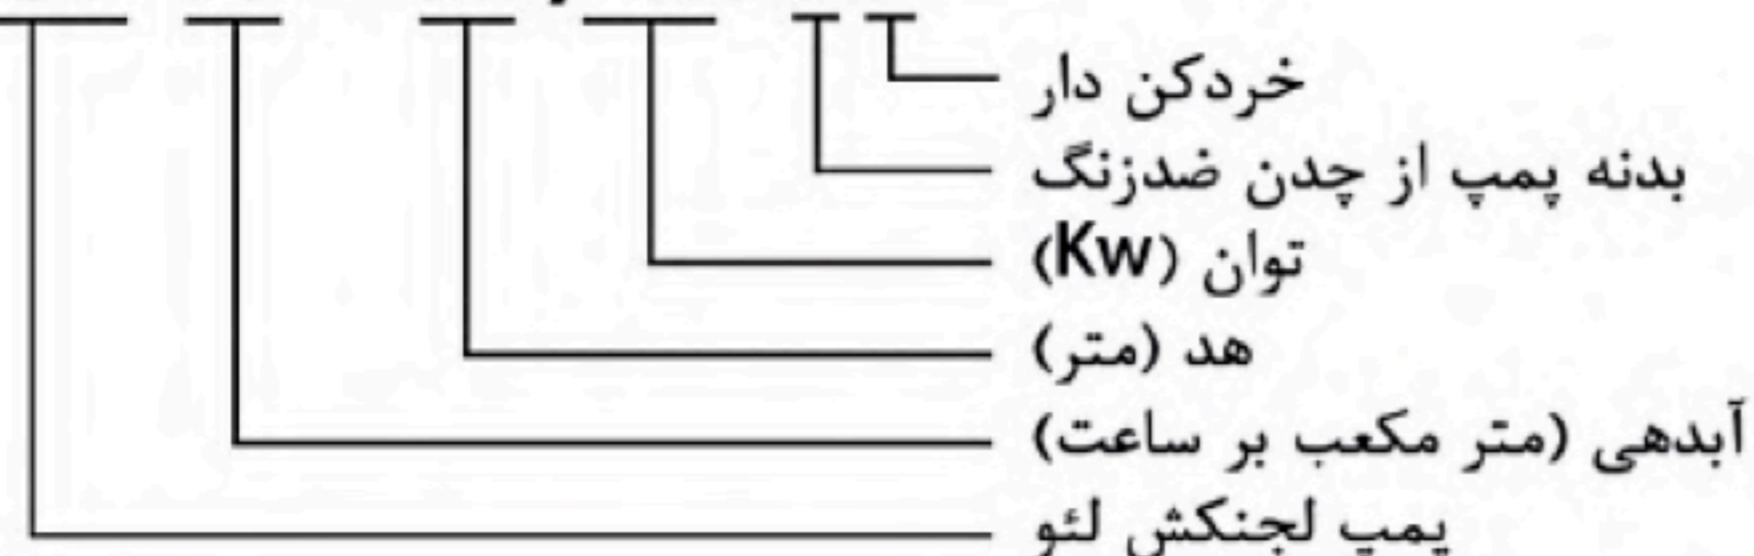 خردکن دار
بدنه پمپ از چدن ضدزنگ
توان (Kw)
هد (متر)
آبدهی (متر مکعب بر ساعت)
پمپ لجنکش لئو